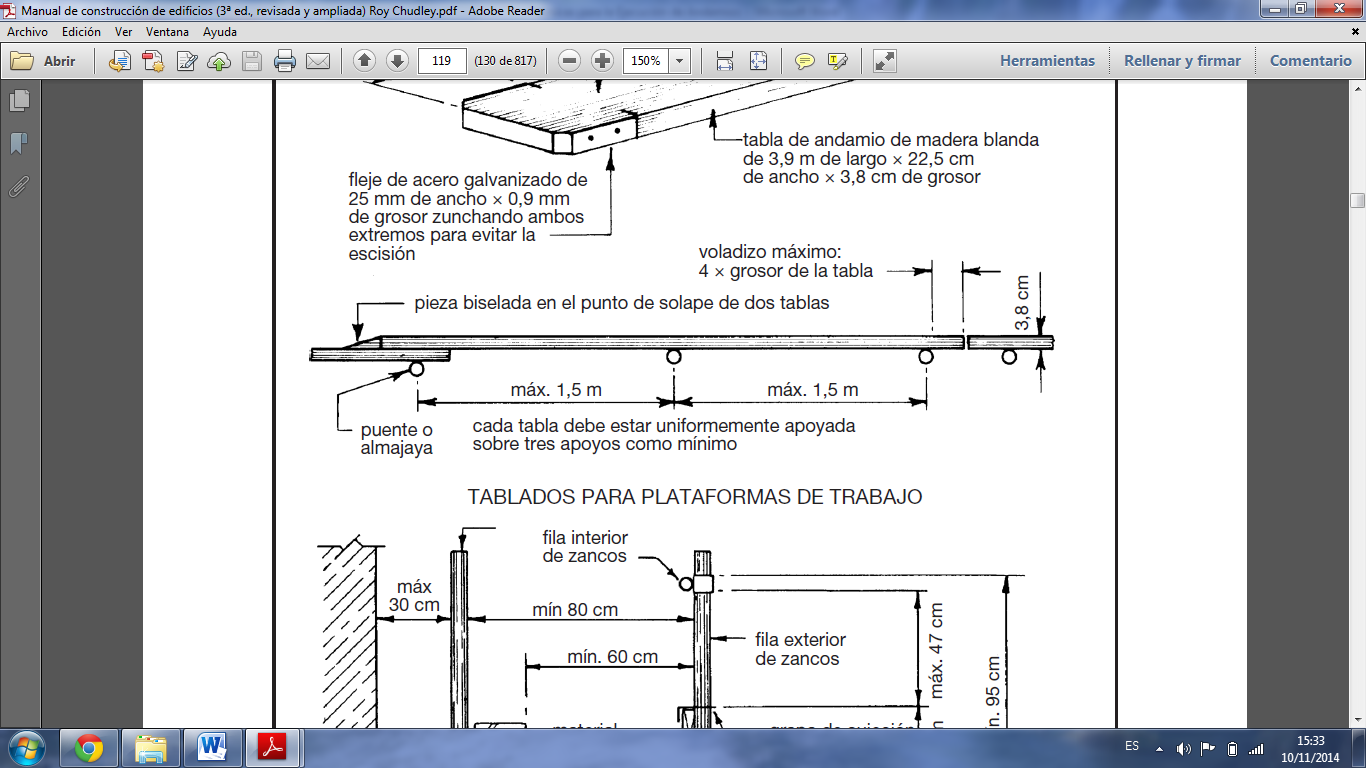 Manual de construcción de edificios (3ª ed., revisada y ampliada) Roy Chudley.pdf - Adobe Reader
Archivo Edición Ver Ventana Ayuda
Abrir
119
(130 de 817)
150%
Herramientas
Rellenar y firmar
Comentario
tabla de andamio de madera blanda
de 3,9 m de largo × 22,5 cm
de ancho × 3,8 cm de grosor
fleje de acero galvanizado de
25 mm de ancho × 0,9 mm
de grosor zunchando ambos
extremos para evitar la
escisión
voladizo máximo:
4 × grosor de la tabla
3,8 cm
pieza biselada en el punto de solape de dos tablas
máx. 1,5 m
máx. 1,5 m
puente o
almajaya
cada tabla debe estar uniformemente apoyada
sobre tres apoyos como mínimo
TABLADOS PARA PLATAFORMAS DE TRABAJO
fila interior
de zancos
máx
30 cm
mín 80 cm
fila exterior
de zancos
mín. 60 cm
máx. 47 cm
n. 95 cm
ES
15:33
10/11/2014